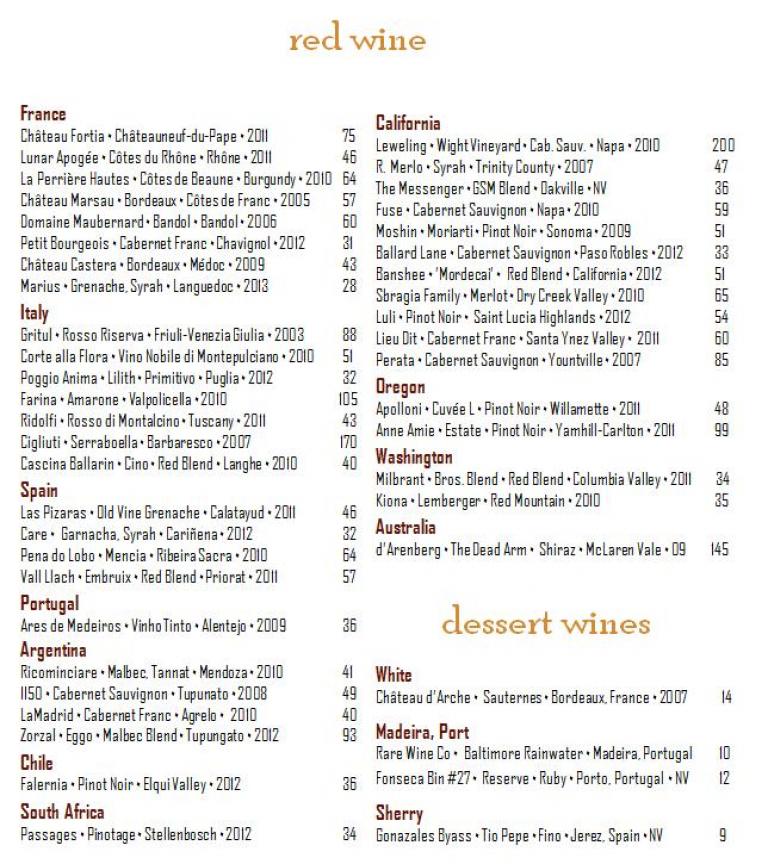 red wine
France
Château Fortia • Châteauneuf-du-Pape • 2011 75
Lunar Apogée • Côtes du Rhône • Rhône • 2011 46
La Perrière Hautes • Côtes de Beaune • Burgundy • 2010 64
Château Marsau • Bordeaux • Côtes de Franc • 2005 57
Domaine Maubernard • Bandol • Bandol • 2006 60
Petit Bourgeois • Cabernet Franc • Chavignol • 2012 31
Château Castera • Bordeaux • Médoc • 2009 43
Marius • Grenache, Syrah • Languedoc • 2013 28
Italy
Gritul • Rosso Riserva • Friuli-Venezia Giulia • 2003 88
Corte alla Flora • Vino Nobile di Montepulciano • 2010 51
Poggio Anima • Lilith • Primitivo • Puglia • 2012 32
Farina • Amarone • Valpolicella • 2010 105
Ridolfi • Rosso di Montalcino • Tuscany • 2011 43
Cigliuti • Serraboella • Barbaresco • 2007 170
Cascina Ballarin • Cino • Red Blend • Langhe • 2010 40
Spain
Las Pizaras • Old Vine Grenache • Calatayud • 2011 46
Care • Garnacha, Syrah • Cariñena • 2012 32
Pena do Lobo • Mencia • Ribeira Sacra • 2010 64
Vall Llach • Embruix • Red Blend • Priorat • 2011 57
Portugal
Ares de Medeiros • Vinho Tinto • Alentejo • 2009 36
Argentina
Ricominciare • Malbec, Tannat • Mendoza • 2010 41
1150 • Cabernet Sauvignon • Tupunato • 2008 49
LaMadrid • Cabernet Franc • Agrelo • 2010 40
Zorzal • Eggo • Malbec Blend • Tupungato • 2012 93
Chile
Falernia • Pinot Noir • Elqui Valley • 2012 36
South Africa
Passages • Pinotage • Stellenbosch • 2012 34
California
Leweling • Wight Vineyard • Cab. Sauv. • Napa • 2010 200
R. Merlo • Syrah • Trinity County • 2007 47
The Messenger • GSM Blend • Oakville • NV 36
Fuse • Cabernet Sauvignon • Napa • 2010 59
Moshin • Moriarti • Pinot Noir • Sonoma • 2009 51
Ballard Lane • Cabernet Sauvignon • Paso Robles • 2012 33
Banshee • 'Mordecai' • Red Blend • California • 2012 51
Sbragia Family • Merlot • Dry Creek Valley • 2010 65
Luli • Pinot Noir • Saint Lucia Highlands • 2012 54
Lieu Dit • Cabernet Franc • Santa Ynez Valley • 2011 60
Perata • Cabernet Sauvignon • Yountville • 2007 85
Oregon
Apolloni • Cuvée L • Pinot Noir • Willamette • 2011 48
Anne Amie • Estate • Pinot Noir • Yamhill-Carlton • 2011 99
Washington
Milbrant • Bros. Blend • Red Blend • Columbia Valley • 2011 34
Kiona • Lemberger • Red Mountain • 2010 35
Australia
d'Arenberg • The Dead Arm • Shiraz • McLaren Vale • 09 145
dessert wines
White
Château d'Arche • Sauternes • Bordeaux, France • 2007 14
Madeira, Port
Rare Wine Co • Baltimore Rainwater • Madeira, Portugal 10
Fonseca Bin #27 • Reserve • Ruby • Porto, Portugal • NV 12
Sherry
Gonazales Byass • Tio Pepe • Fino • Jerez, Spain • NV 9